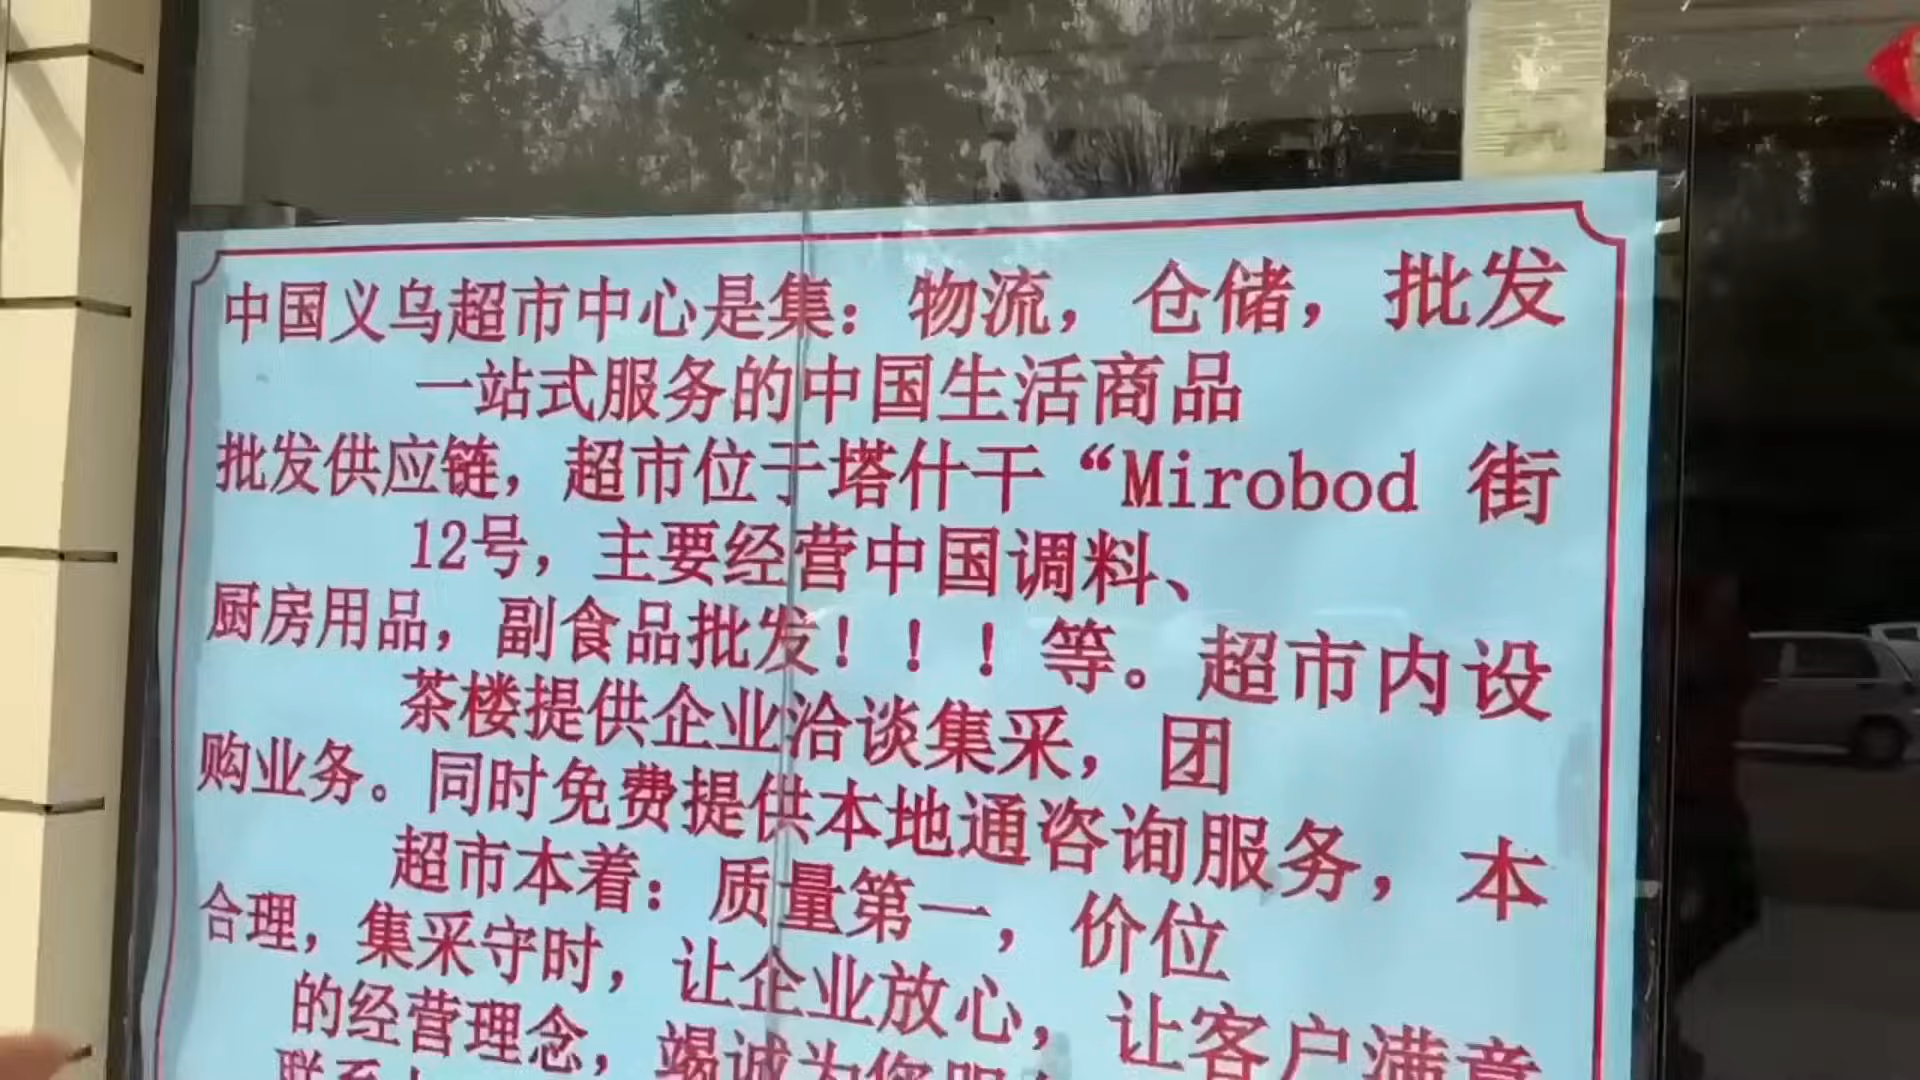 中国义乌超市中心是集：物流，仓储，批发
一站式服务的中国生活商品
批发供应链，超市位于塔什干“Mirobod 街
12号，主要经营中国调料、
厨房用品，副食品批发！！！等。超市内设
茶楼提供企业洽谈集采，团
购业务。同时免费提供本地通咨询服务，本
超市本着：质量第一，价位
合理，集采守时，让企业放心，让客户满意
的经营理念，竭诚为您服
联系